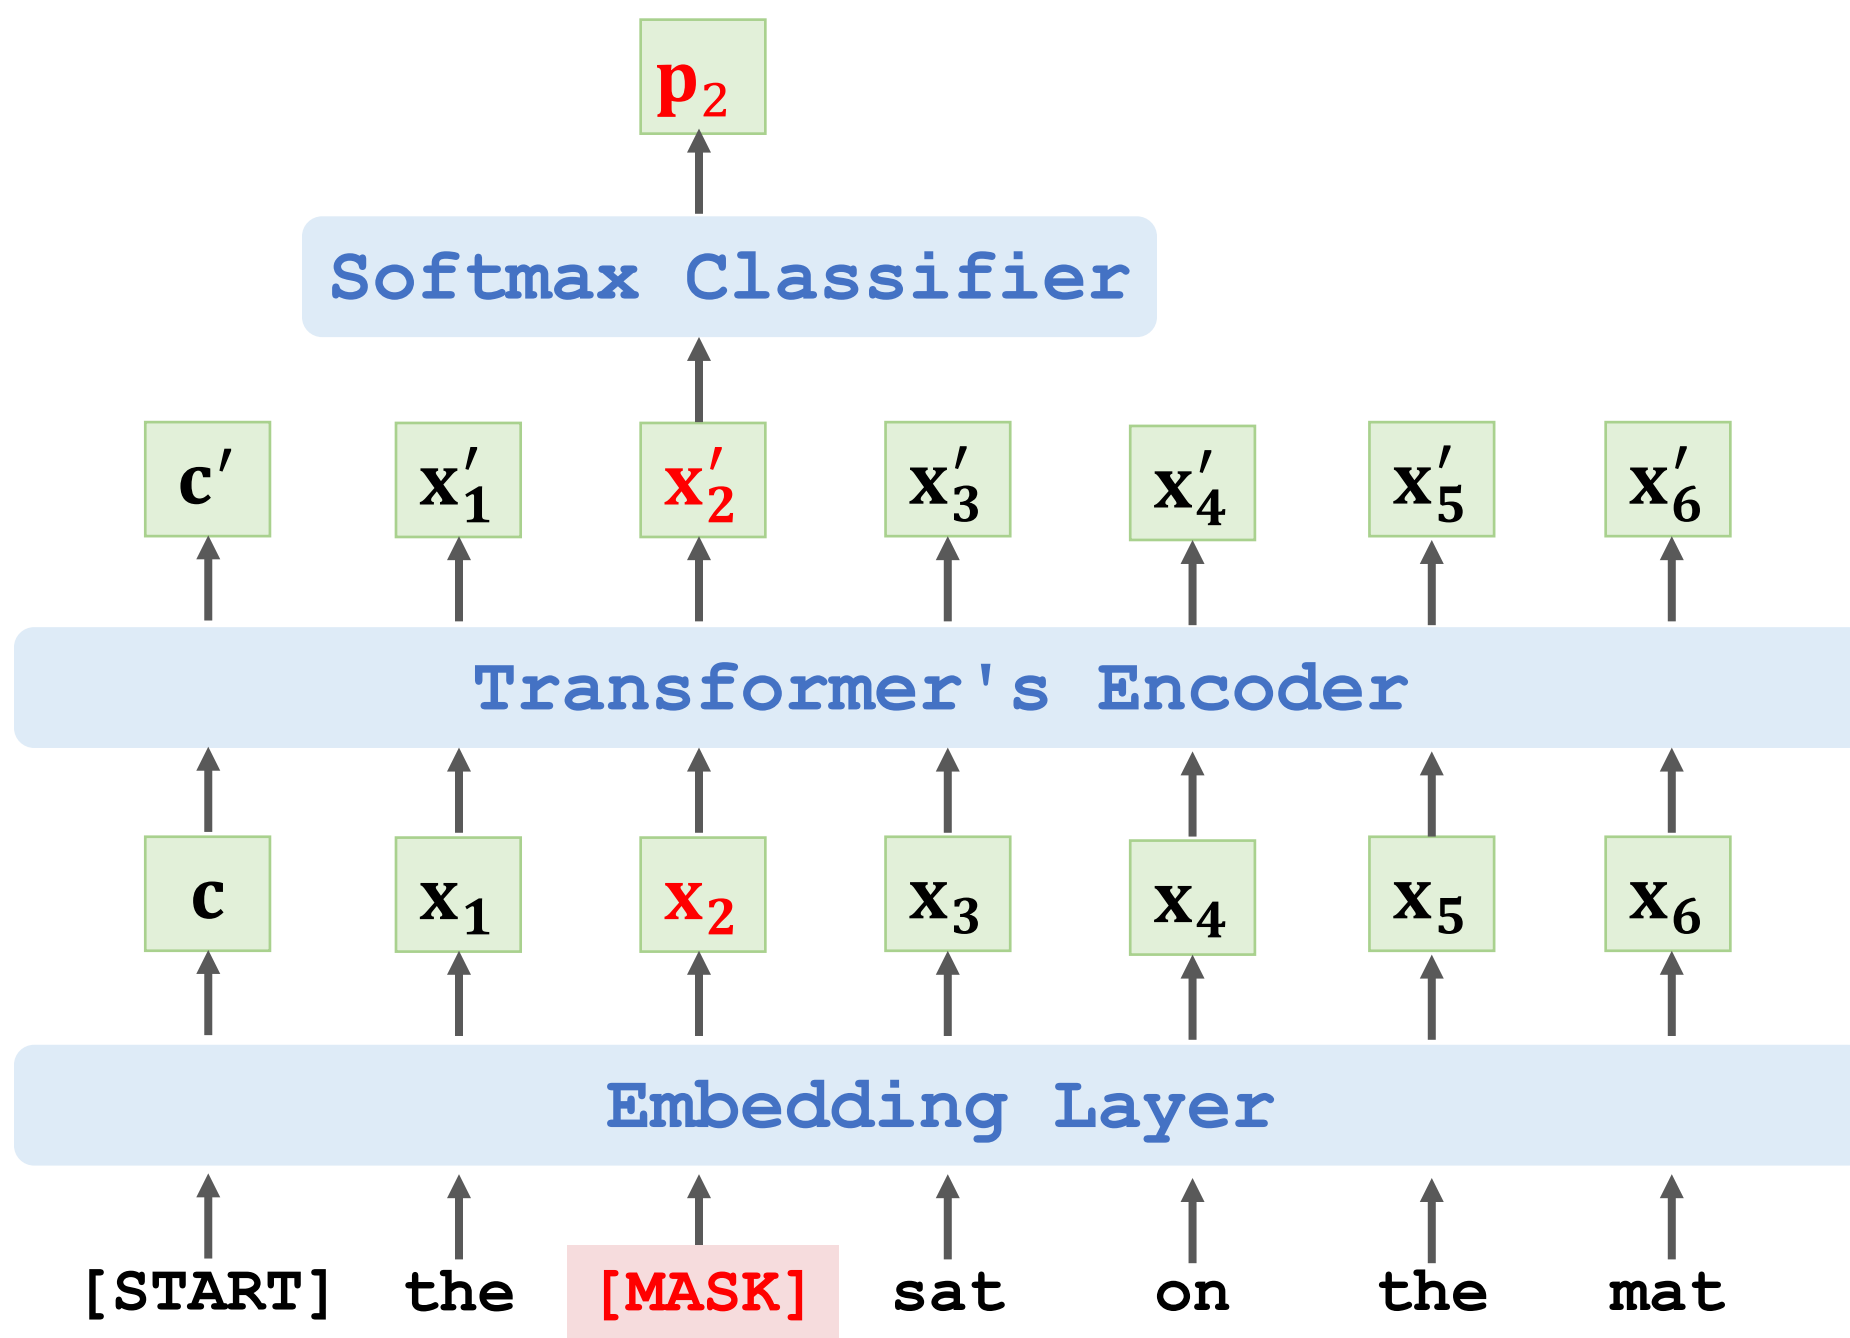 p₂
Softmax Classifier
c′ x′₁ x′₂ x′₃ x′₄ x′₅ x′₆
Transformer's Encoder
c x₁ x₂ x₃ x₄ x₅ x₆
Embedding Layer
[START] the [MASK] sat on the mat